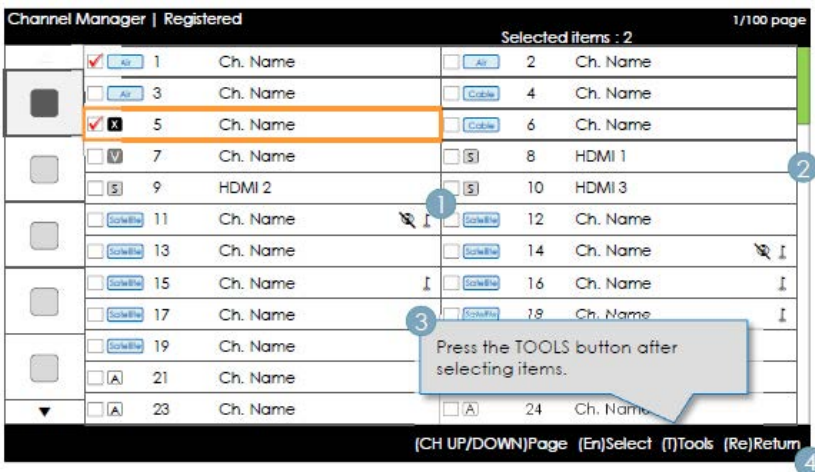 Channel Manager | Registered
1/100 page
Selected items : 2
Air 1 Ch. Name
Air 2 Ch. Name
Air 3 Ch. Name
Cable 4 Ch. Name
X 5 Ch. Name
Cable 6 Ch. Name
V 7 Ch. Name
S 8 HDMI 1
2
S 9 HDMI 2
S 10 HDMI 3
1
Satellite 11 Ch. Name
Satellite 12 Ch. Name
Satellite 13 Ch. Name
Satellite 14 Ch. Name
Satellite 15 Ch. Name
Satellite 16 Ch. Name
Satellite 17 Ch. Name
Satellite 18 Ch. Name
3
Press the TOOLS button after
selecting items.
Satellite 19 Ch. Name
A 21 Ch. Name
A 23 Ch. Name
A 24 Ch. Name
(CH UP/DOWN)Page (En)Select (T)Tools (Re)Return
4